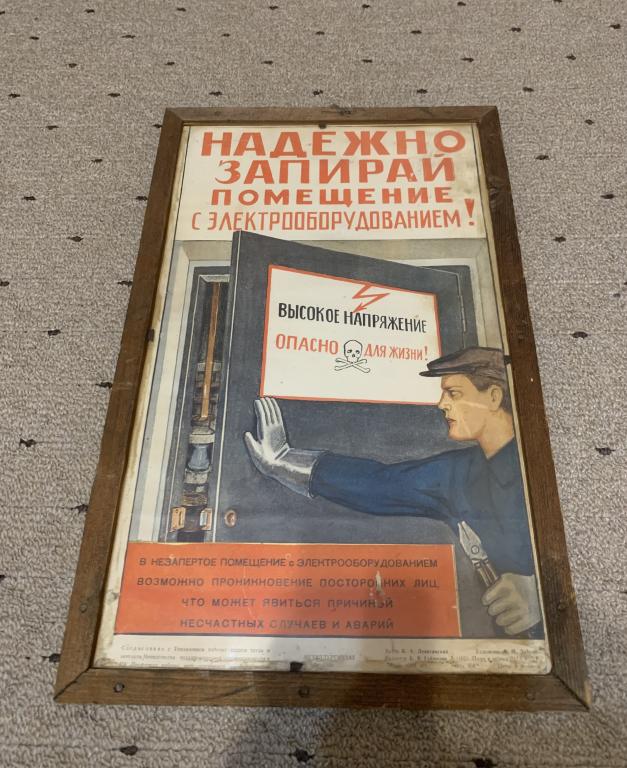 НАДЕЖНО
ЗАПИРАЙ
ПОМЕЩЕНИЕ
С ЭЛЕКТРООБОРУДОВАНИЕМ!
ВЫСОКОЕ НАПРЯЖЕНИЕ
ОПАСНО ДЛЯ ЖИЗНИ!
В НЕЗАПЕРТОЕ ПОМЕЩЕНИЕ с ЭЛЕКТРООБОРУДОВАНИЕМ
ВОЗМОЖНО ПРОНИКНОВЕНИЕ ПОСТОРОННИХ ЛИЦ,
ЧТО МОЖЕТ ЯВИТЬСЯ ПРИЧИНОЙ
НЕСЧАСТНЫХ СЛУЧАЕВ И АВАРИЙ